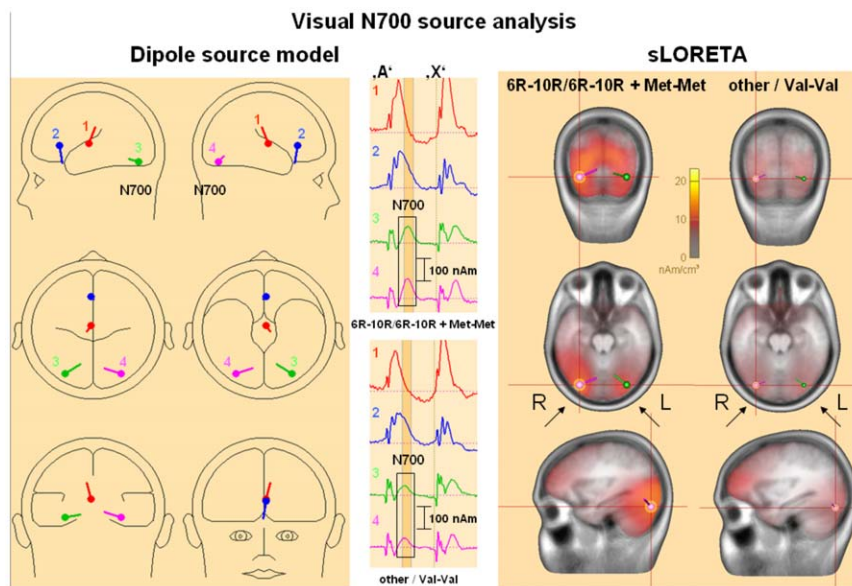 Visual N700 source analysis
Dipole source model
sLORETA
‚A‘ ‚X‘
6R-10R/6R-10R + Met-Met
other / Val-Val
1
2
3
N700
1
2
4
N700
1
2
3
4
N700
100 nAm
6R-10R/6R-10R + Met-Met
3 4
4 3
1
2
3
4
N700
100 nAm
other / Val-Val
20
10
0
nAm/cm³
R L
R L